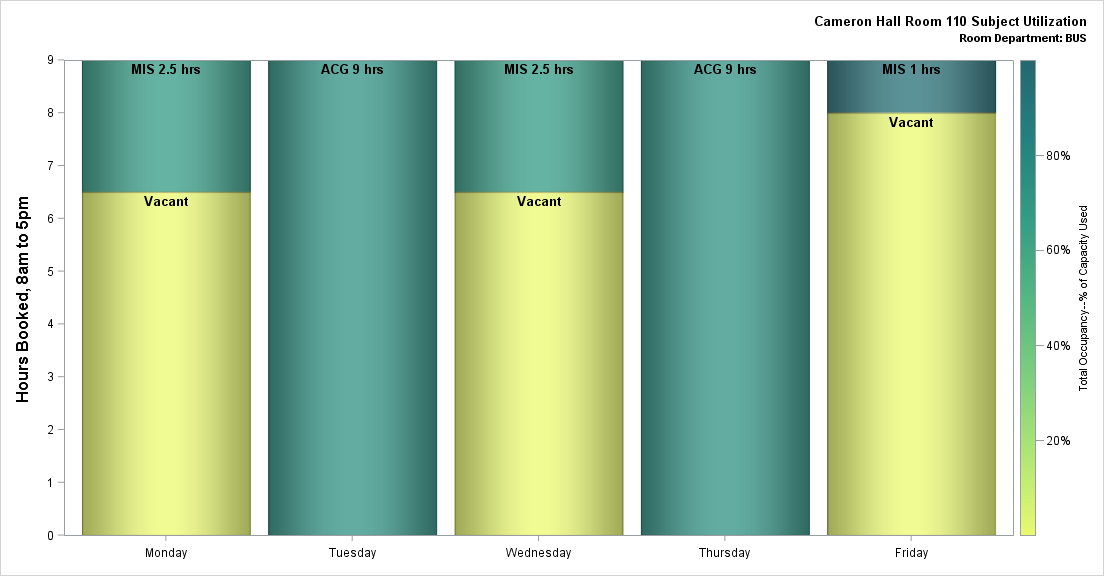 Cameron Hall Room 110 Subject Utilization
Room Department: BUS
Hours Booked, 8am to 5pm
9
8
7
6
5
4
3
2
1
0
MIS 2.5 hrs
Vacant
ACG 9 hrs
MIS 2.5 hrs
Vacant
ACG 9 hrs
MIS 1 hrs
Vacant
Monday
Tuesday
Wednesday
Thursday
Friday
80%
60%
40%
20%
Total Occupancy--% of Capacity Used